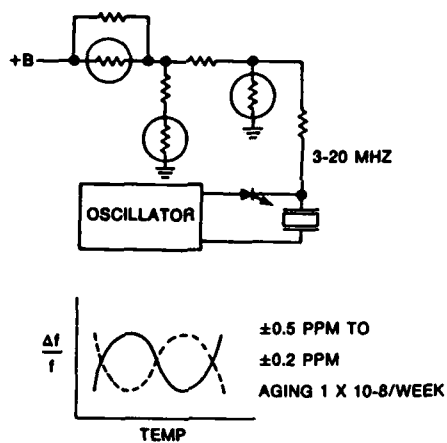 +B
3-20 MHZ
OSCILLATOR
Δf
f
±0.5 PPM TO
±0.2 PPM
AGING 1 X 10-8/WEEK
TEMP